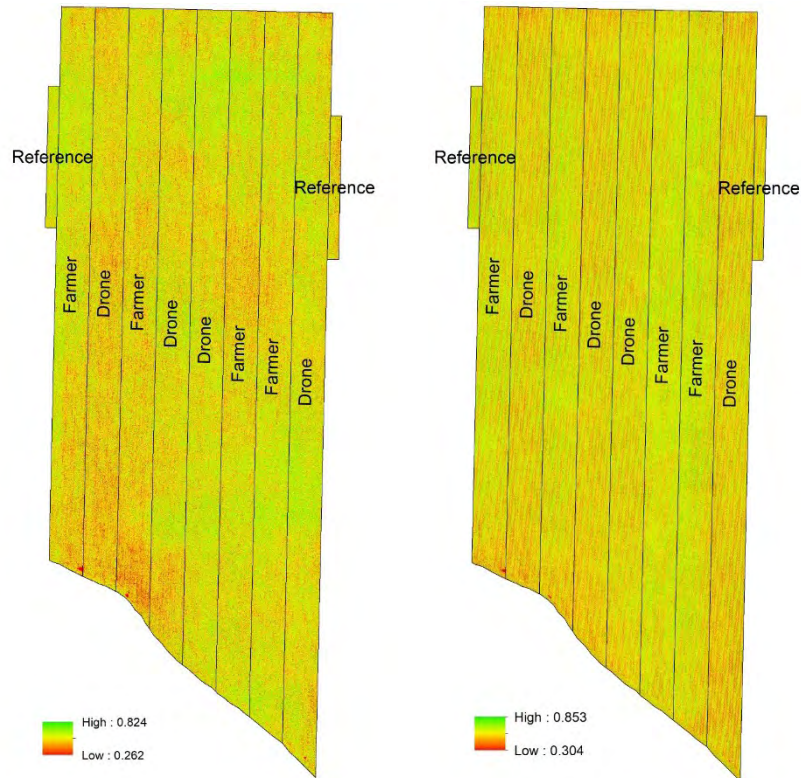 Reference
Reference
Farmer
Drone
Farmer
Drone
Drone
Farmer
Farmer
Drone
High : 0.824
Low : 0.262
Reference
Reference
Farmer
Drone
Farmer
Drone
Drone
Farmer
Farmer
Drone
High : 0.853
Low : 0.304